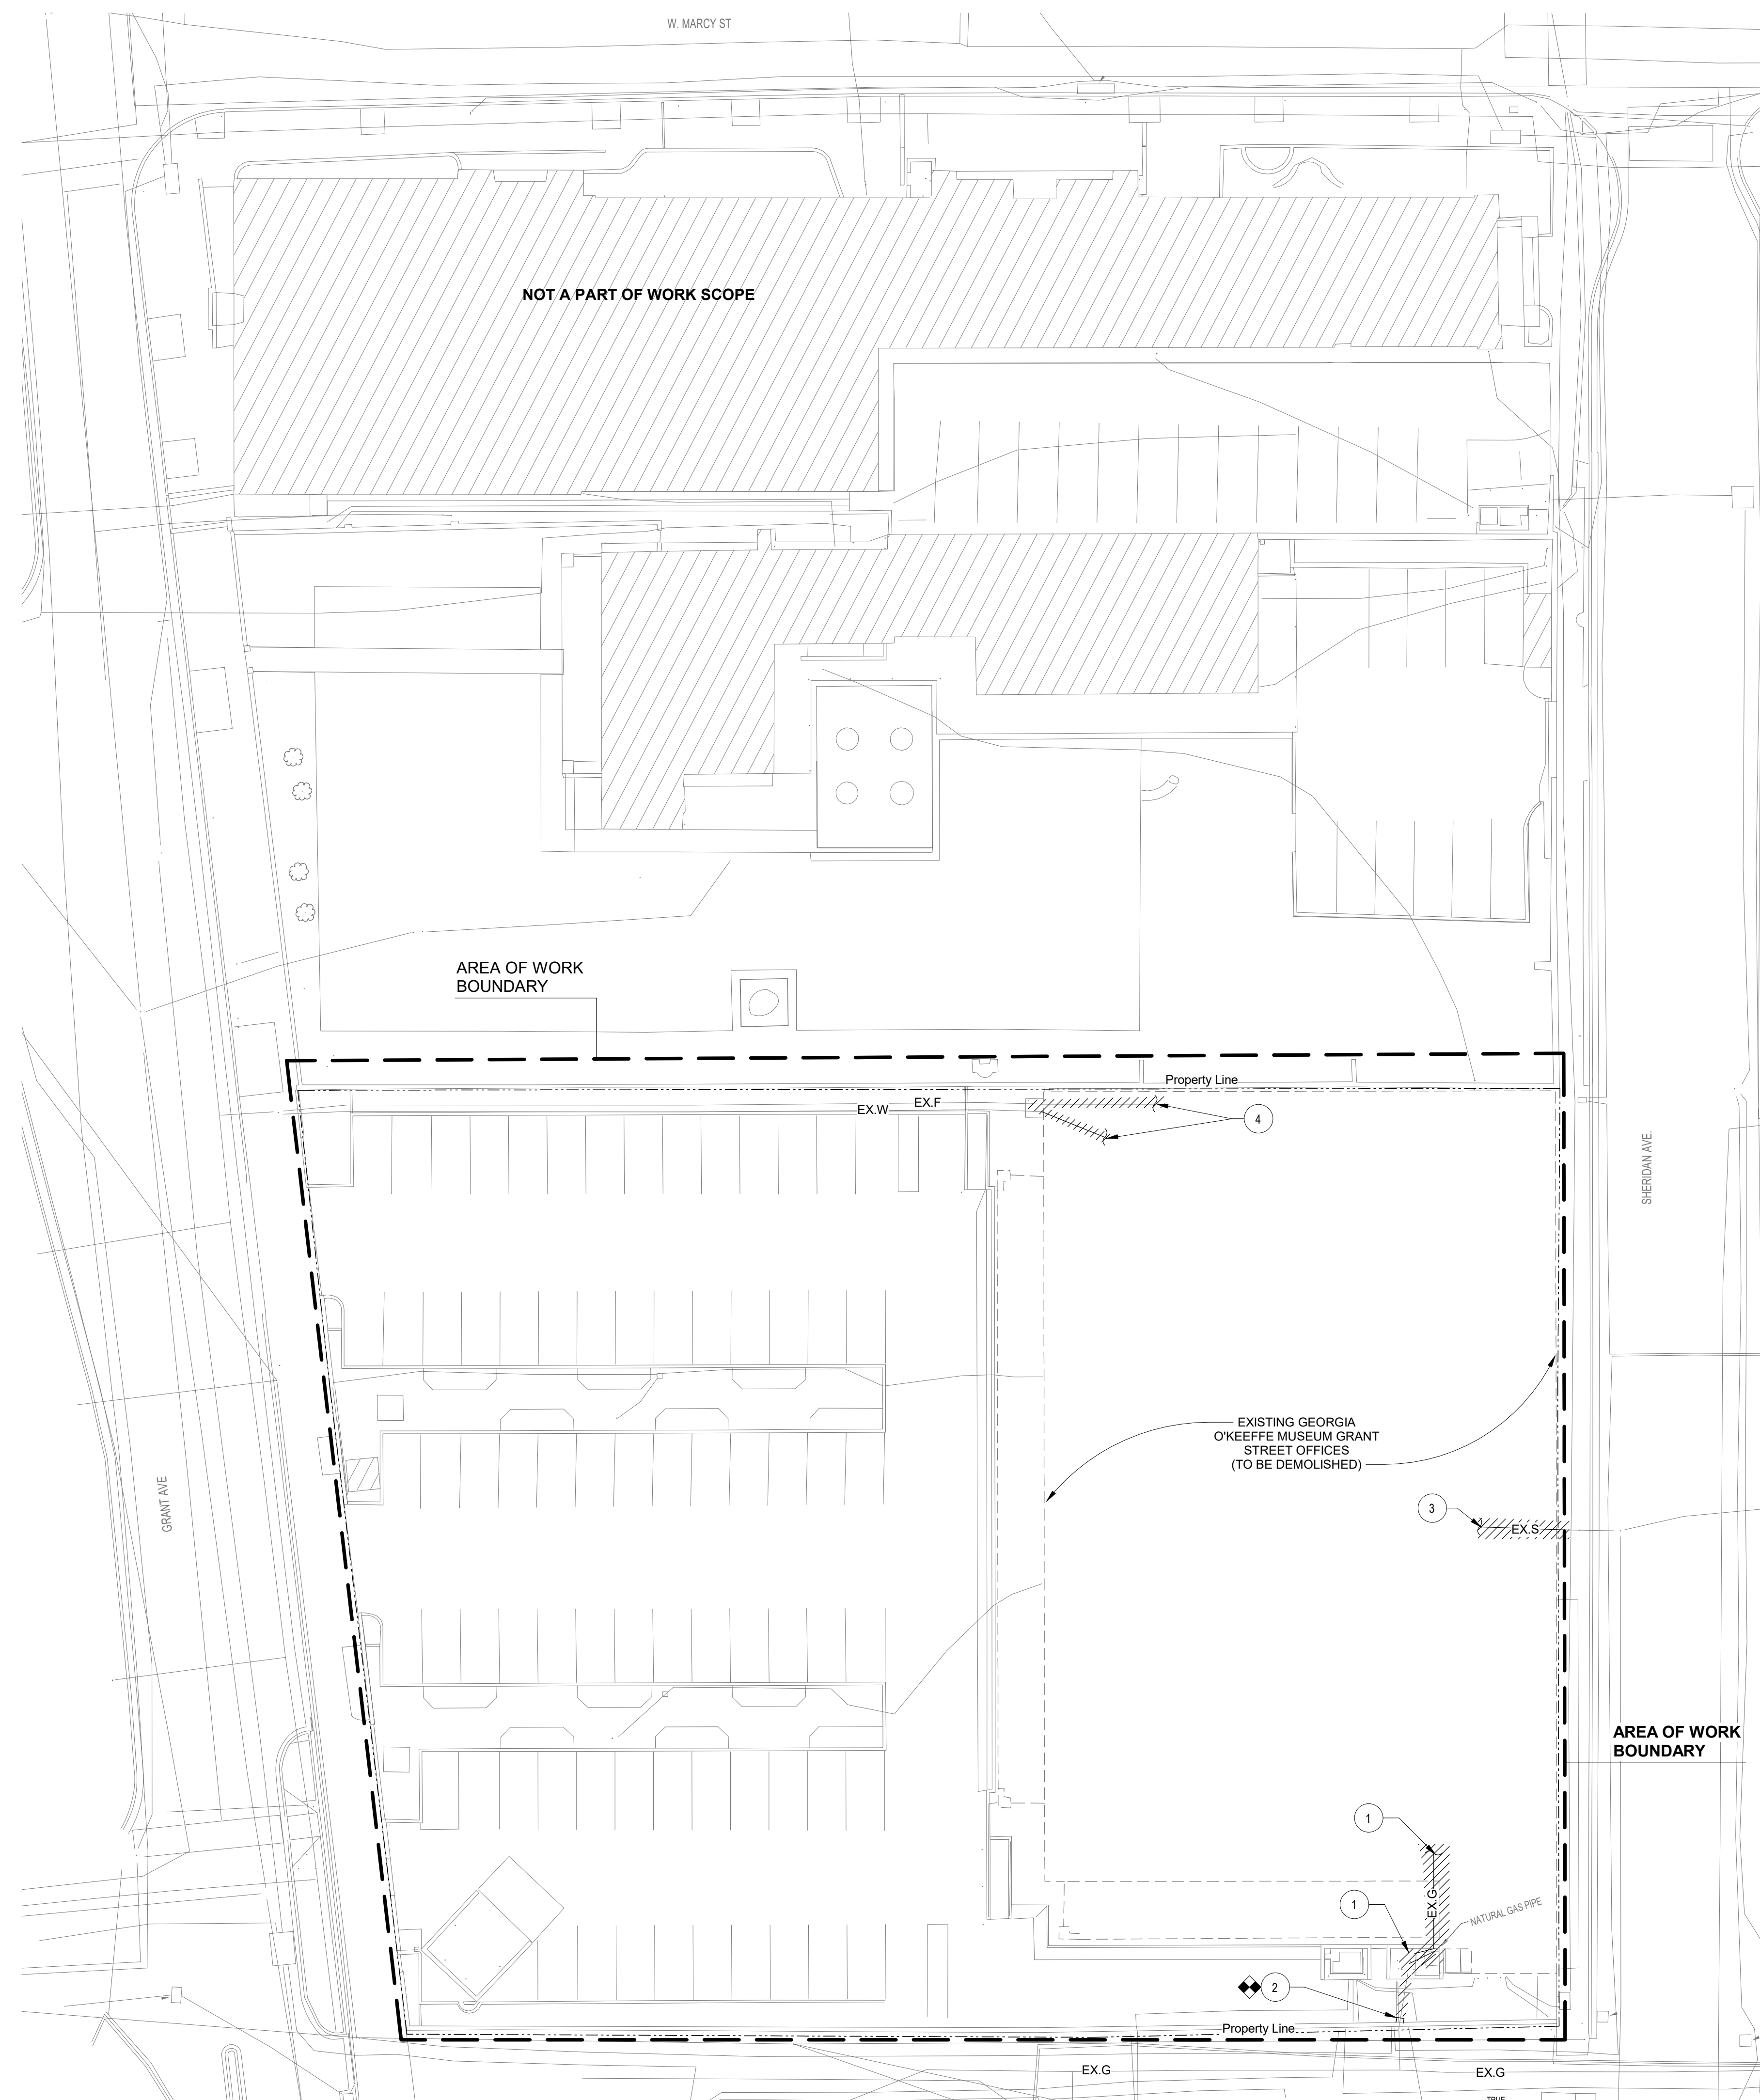 W. MARCY ST
NOT A PART OF WORK SCOPE
AREA OF WORK
BOUNDARY
Property Line
EX.W
EX.F
4
SHERIDAN AVE.
EXISTING GEORGIA
O'KEEFFE MUSEUM GRANT
STREET OFFICES
(TO BE DEMOLISHED)
GRANT AVE
3
EX.S
AREA OF WORK
BOUNDARY
1
1
EX.G
NATURAL GAS PIPE
2
Property Line
EX.G
EX.G
TRUE